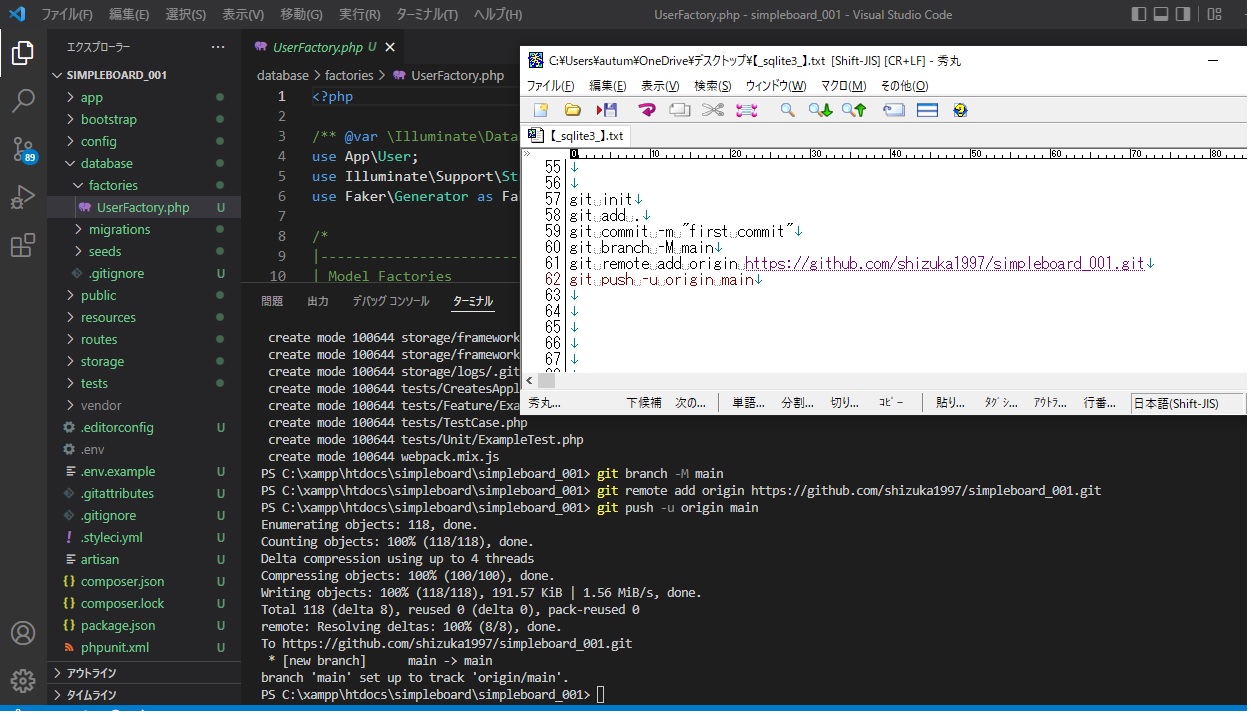 ファイル(F) 編集(E) 選択(S) 表示(V) 移動(G) 実行(R) ターミナル(T) ヘルプ(H)
UserFactory.php - simpleboard_001 - Visual Studio Code
エクスプローラー ...
SIMPLEBOARD_001
app
bootstrap
config
database
factories
UserFactory.php U
migrations
seeds
.gitignore U
public
resources
routes
storage
tests
vendor
.editorconfig U
.env
.env.example U
.gitattributes U
.gitignore U
.styleci.yml U
artisan U
composer.json U
composer.lock U
package.json U
phpunit.xml U
アウトライン
タイムライン
89
UserFactory.php U
database > factories > UserFactory.php
1 <?php
2
3 /** @var \Illuminate\Data
4 use App\User;
5 use Illuminate\Support\St
6 use Faker\Generator as Fa
7
8 /*
9 |------------------------
10 | Model Factories
問題 出力 デバッグ コンソール ターミナル
create mode 100644 storage/framework
create mode 100644 storage/framework
create mode 100644 storage/logs/.git
create mode 100644 tests/CreatesAppl
create mode 100644 tests/Feature/Exa
create mode 100644 tests/TestCase.php
create mode 100644 tests/Unit/ExampleTest.php
create mode 100644 webpack.mix.js
PS C:\xampp\htdocs\simpleboard\simpleboard_001> git branch -M main
PS C:\xampp\htdocs\simpleboard\simpleboard_001> git remote add origin https://github.com/shizuka1997/simpleboard_001.git
PS C:\xampp\htdocs\simpleboard\simpleboard_001> git push -u origin main
Enumerating objects: 118, done.
Counting objects: 100% (118/118), done.
Delta compression using up to 4 threads
Compressing objects: 100% (100/100), done.
Writing objects: 100% (118/118), 191.57 KiB | 1.56 MiB/s, done.
Total 118 (delta 8), reused 0 (delta 0), pack-reused 0
remote: Resolving deltas: 100% (8/8), done.
To https://github.com/shizuka1997/simpleboard_001.git
* [new branch] main -> main
branch 'main' set up to track 'origin/main'.
PS C:\xampp\htdocs\simpleboard\simpleboard_001>
C:¥Users¥autum¥OneDrive¥デスクトップ¥【_sqlite3_】.txt [Shift-JIS] [CR+LF] - 秀丸
ファイル(F) 編集(E) 表示(V) 検索(S) ウィンドウ(W) マクロ(M) その他(O)
【_sqlite3_】.txt
0 10 20 30 40 50 60 70 80
55↓
56↓
57 git init↓
58 git add .↓
59 git commit -m "first commit"↓
60 git branch -M main↓
61 git remote add origin https://github.com/shizuka1997/simpleboard_001.git↓
62 git push -u origin main↓
63↓
64↓
65↓
66↓
67↓
秀丸... 下候補 次の... 単語... 分割... 切り... ｺﾋﾟｰ 貼り... ﾀｸﾞｼ... ｱｳﾄﾗ... 行番... 日本語(Shift-JIS)